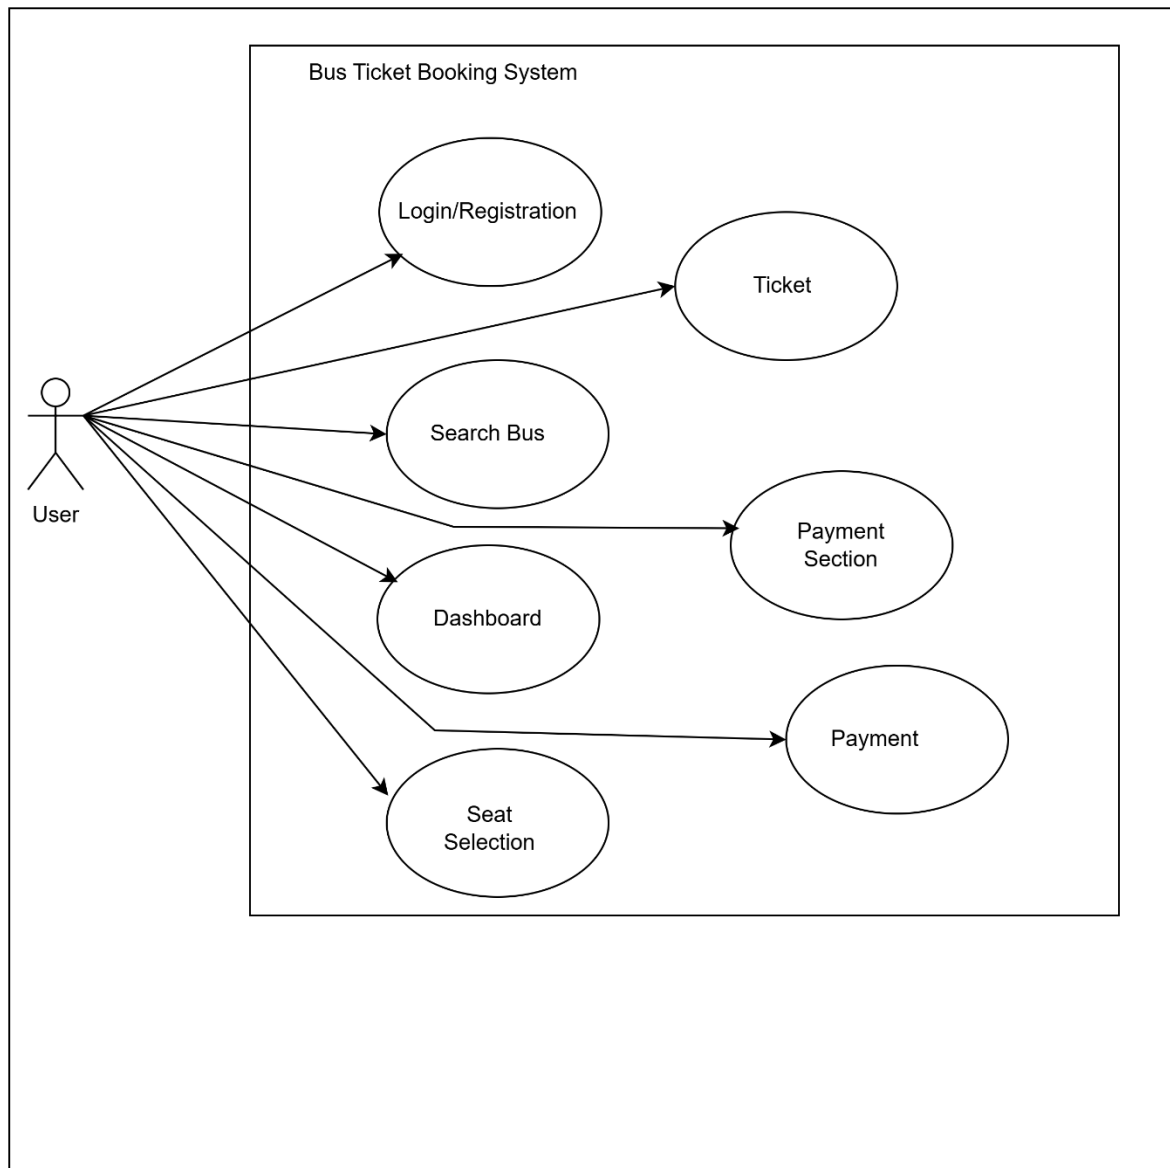 Bus Ticket Booking System
Login/Registration
Ticket
Search Bus
User
Payment
Section
Dashboard
Payment
Seat
Selection